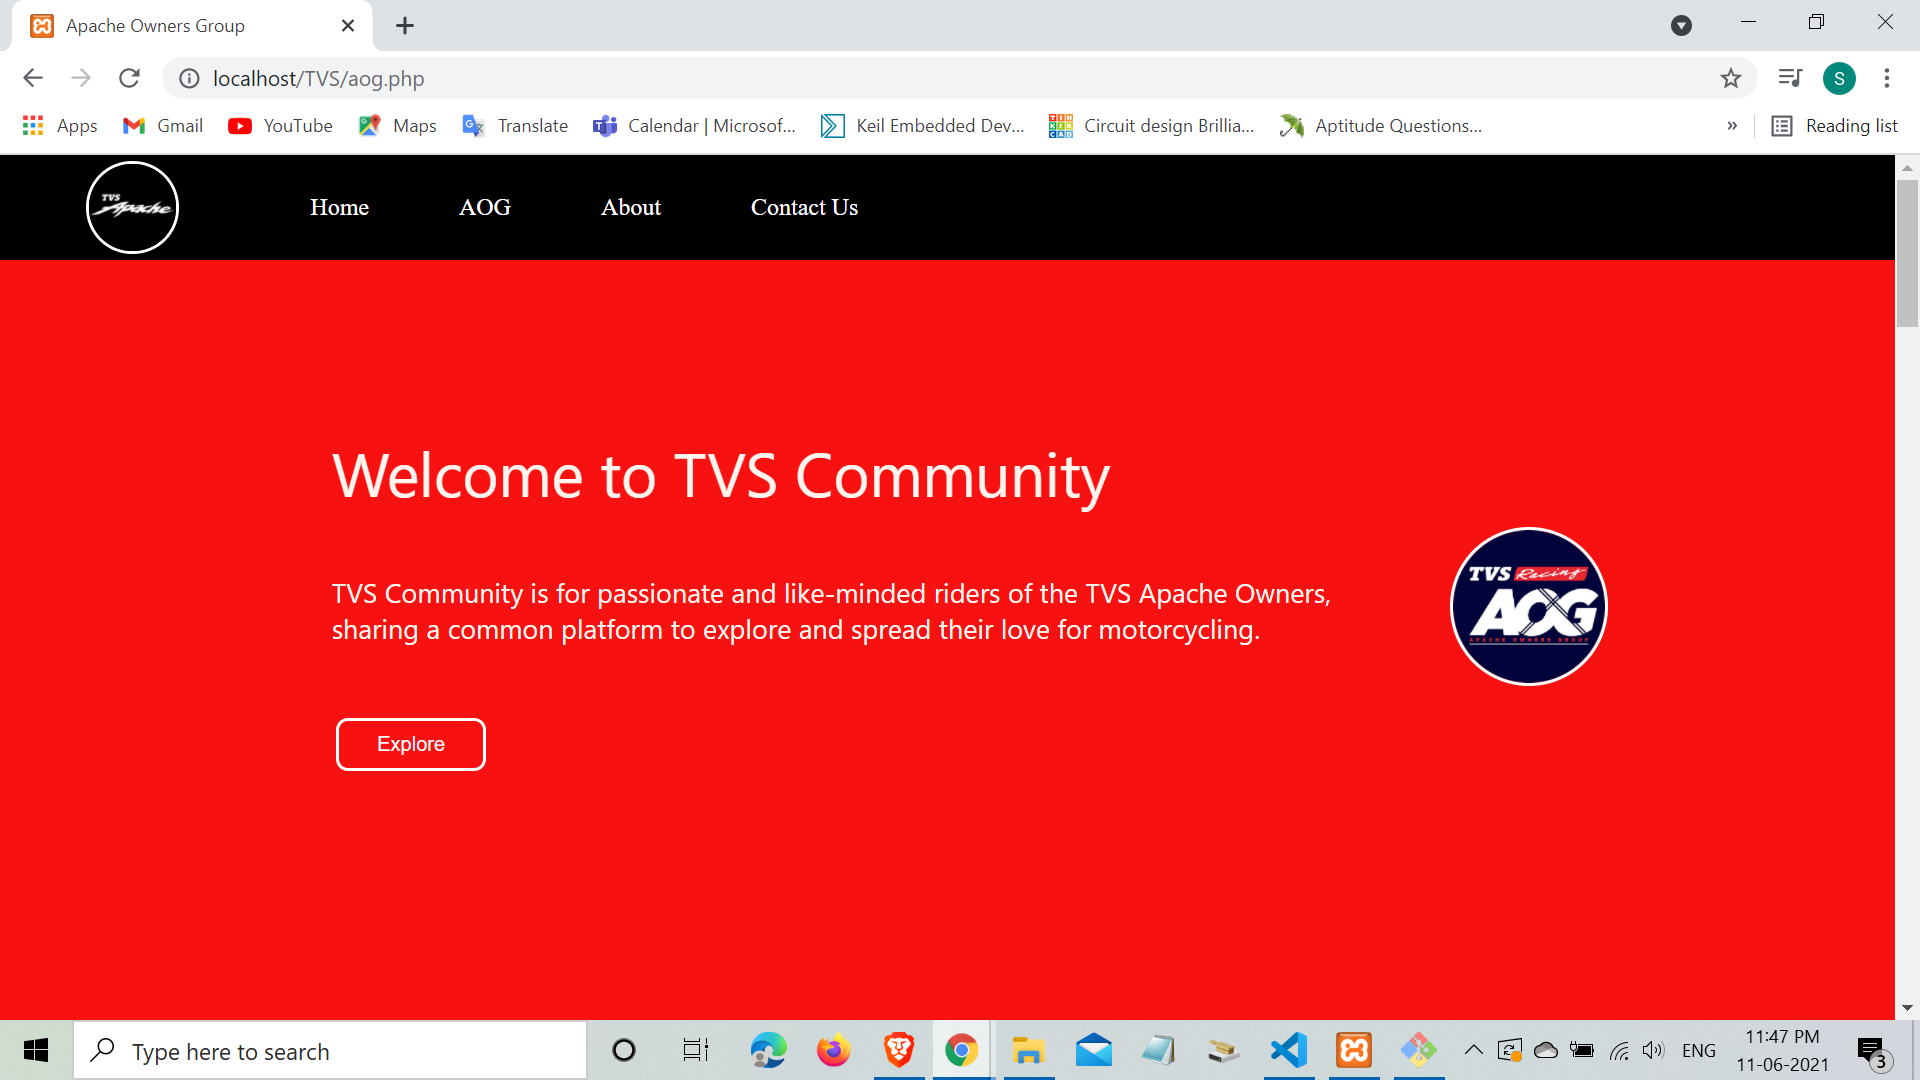 Apache Owners Group
localhost/TVS/aog.php
S
Apps
Gmail
YouTube
Maps
Translate
Calendar | Microsof...
Keil Embedded Dev...
Circuit design Brillia...
Aptitude Questions...
»
Reading list
TVS
Apache
Home
AOG
About
Contact Us
Welcome to TVS Community
TVS Community is for passionate and like-minded riders of the TVS Apache Owners,
sharing a common platform to explore and spread their love for motorcycling.
TVS Racing
AOG
APACHE OWNERS GROUP
Explore
Type here to search
ENG
11:47 PM
11-06-2021
3